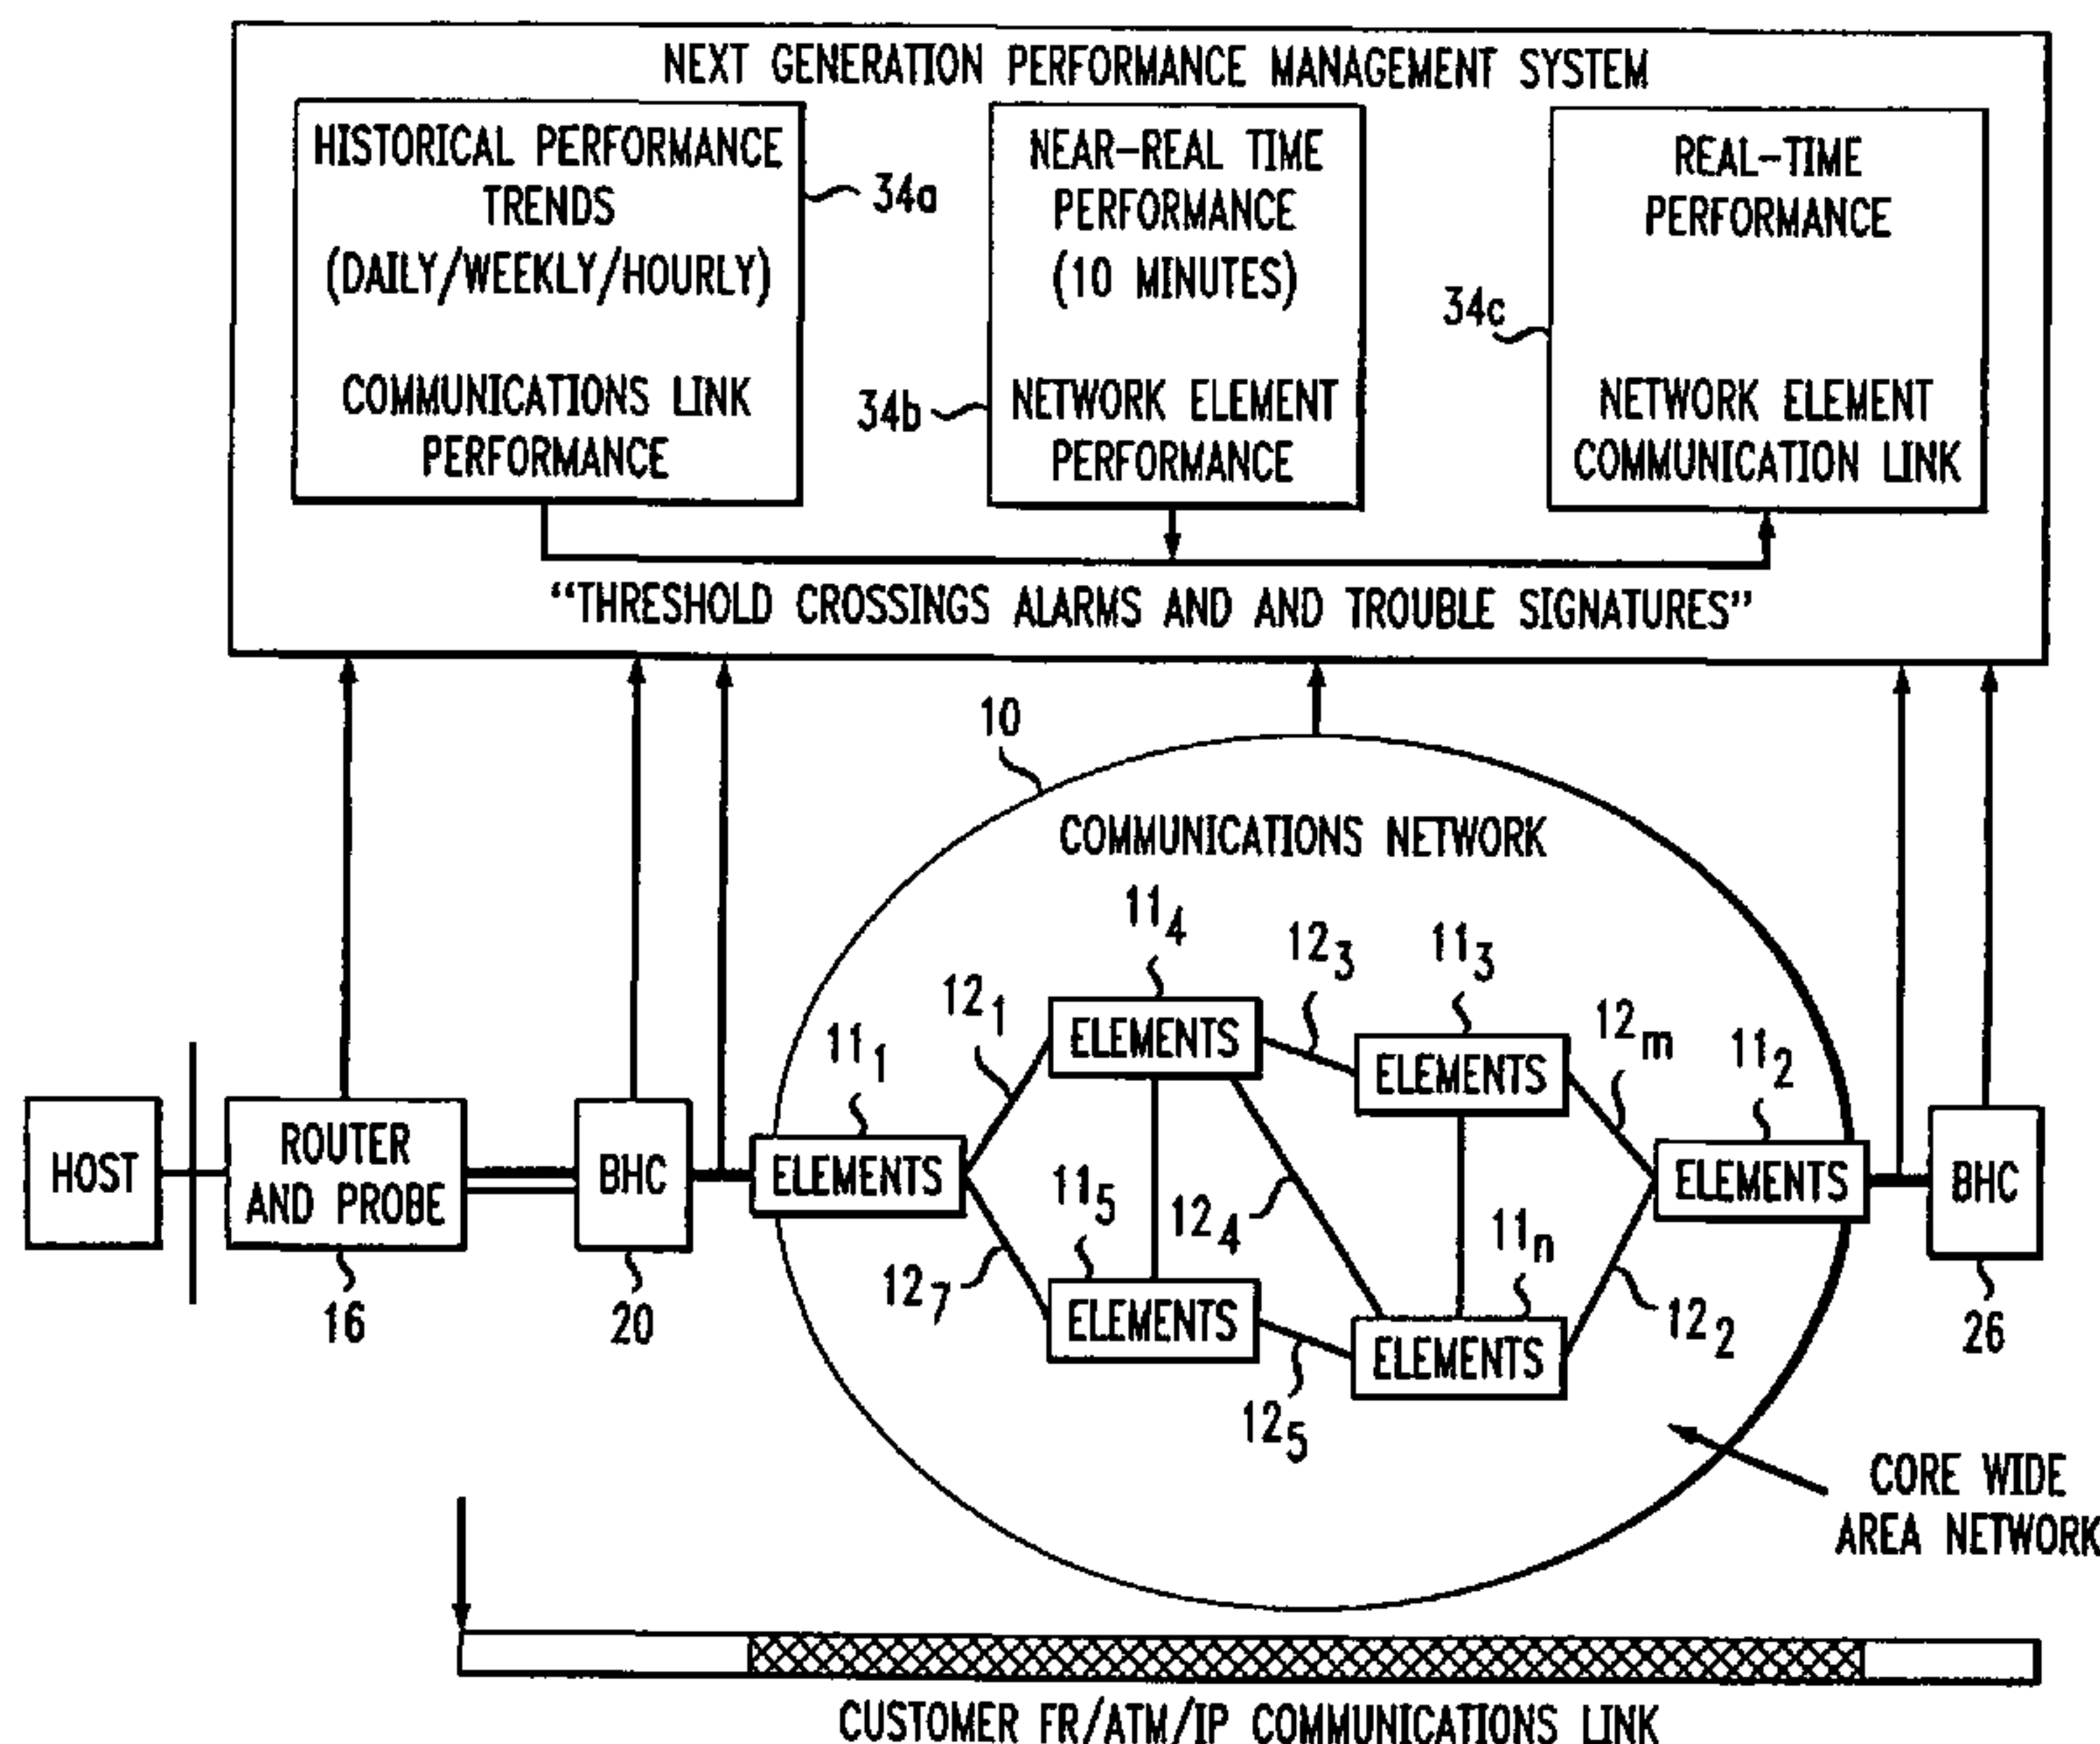 NEXT GENERATION PERFORMANCE MANAGEMENT SYSTEM
HISTORICAL PERFORMANCE
TRENDS
(DAILY/WEEKLY/HOURLY)
COMMUNICATIONS LINK
PERFORMANCE
34a
NEAR-REAL TIME
PERFORMANCE
(10 MINUTES)
NETWORK ELEMENT
PERFORMANCE
34b
REAL-TIME
PERFORMANCE
NETWORK ELEMENT
COMMUNICATION LINK
34c
“THRESHOLD CROSSINGS ALARMS AND AND TROUBLE SIGNATURES”
10
COMMUNICATIONS NETWORK
HOST
ROUTER
AND PROBE
16
BHC
20
11₁
ELEMENTS
12₁
11₄
ELEMENTS
12₃
11₃
ELEMENTS
12ₘ
11₂
ELEMENTS
12₇
11₅
ELEMENTS
12₄
12₅
11ₙ
ELEMENTS
12₂
BHC
26
CORE WIDE
AREA NETWORK
CUSTOMER FR/ATM/IP COMMUNICATIONS LINK